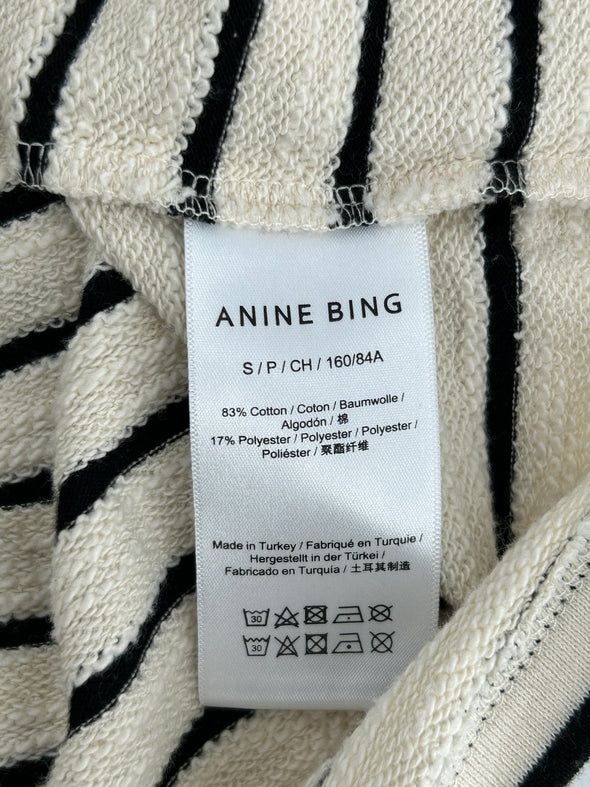 ANINE BING
S / P / CH / 160/84A
83% Cotton / Coton / Baumwolle /
Algodón / 棉
17% Polyester / Polyester / Polyester /
Poliéster / 聚酯纤维
Made in Turkey / Fabriqué en Turquie /
Hergestellt in der Türkei /
Fabricado en Turquía / 土耳其制造
30
30